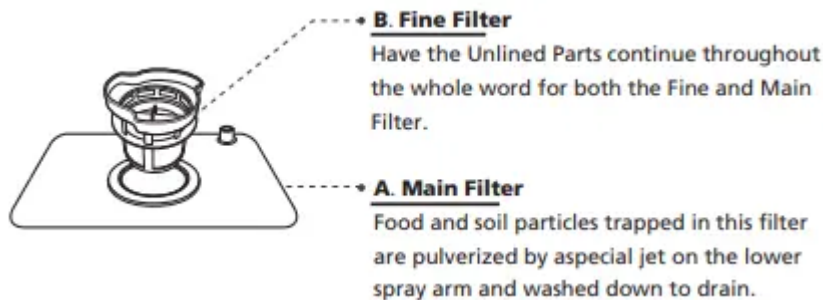 B. Fine Filter
Have the Unlined Parts continue throughout
the whole word for both the Fine and Main
Filter.
A. Main Filter
Food and soil particles trapped in this filter
are pulverized by aspecial jet on the lower
spray arm and washed down to drain.